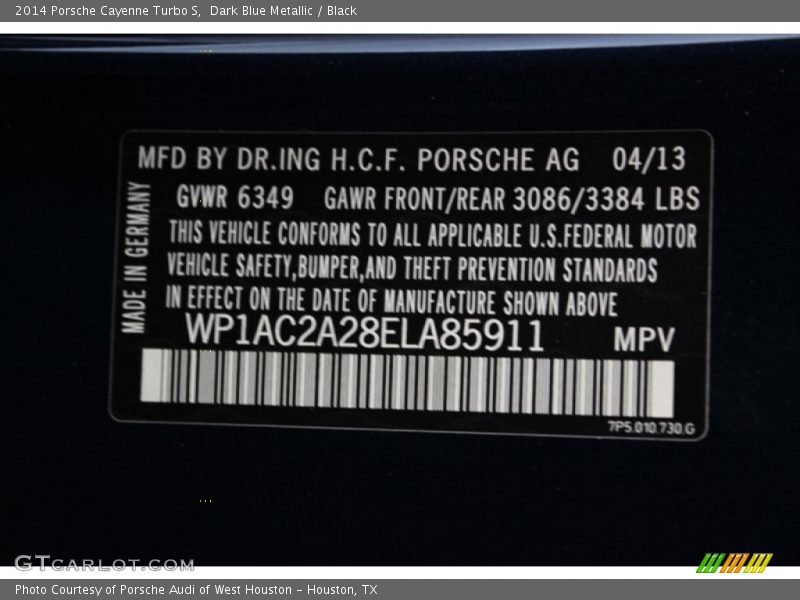 2014 Porsche Cayenne Turbo S, Dark Blue Metallic / Black
MFD BY DR.ING H.C.F. PORSCHE AG 04/13
GVWR 6349 GAWR FRONT/REAR 3086/3384 LBS
THIS VEHICLE CONFORMS TO ALL APPLICABLE U.S.FEDERAL MOTOR
VEHICLE SAFETY,BUMPER,AND THEFT PREVENTION STANDARDS
IN EFFECT ON THE DATE OF MANUFACTURE SHOWN ABOVE
MADE IN GERMANY
WP1AC2A28ELA85911 MPV
7P5.010.730.G
GTCARLOT.COM
Photo Courtesy of Porsche Audi of West Houston – Houston, TX